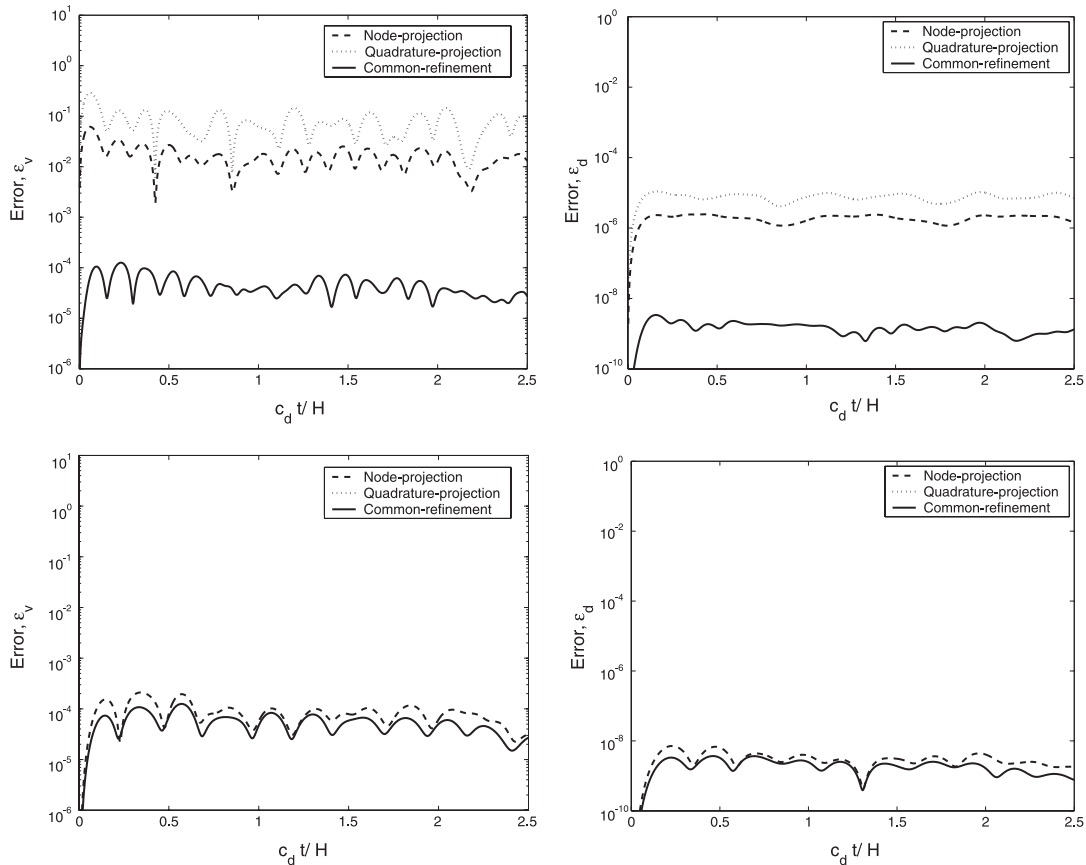 10^1
10^0
10^-1
10^-2
10^-3
10^-4
10^-5
10^-6
Error, ε_v
Node-projection
Quadrature-projection
Common-refinement
0 0.5 1 1.5 2 2.5
c_d t/ H
10^0
10^-2
10^-4
10^-6
10^-8
10^-10
Error, ε_d
Node-projection
Quadrature-projection
Common-refinement
0 0.5 1 1.5 2 2.5
c_d t/ H
10^1
10^0
10^-1
10^-2
10^-3
10^-4
10^-5
10^-6
Error, ε_v
Node-projection
Quadrature-projection
Common-refinement
0 0.5 1 1.5 2 2.5
c_d t/ H
10^0
10^-2
10^-4
10^-6
10^-8
10^-10
Error, ε_d
Node-projection
Quadrature-projection
Common-refinement
0 0.5 1 1.5 2 2.5
c_d t/ H